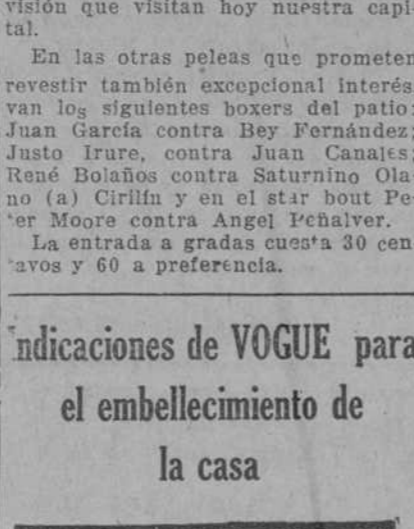 visión que visitan hoy nuestra capi-
tal.
En las otras peleas que prometen
revestir también excepcional interés
van los siguientes boxers del patio:
Juan García contra Bey Fernández;
Justo Irure, contra Juan Canales;
René Bolaños contra Saturnino Ola-
no (a) Cirilín y en el star bout Pe-
ter Moore contra Angel Peñalver.
La entrada a gradas cuesta 30 cen-
tavos y 60 a preferencia.
Indicaciones de VOGUE para
el embellecimiento de
la casa